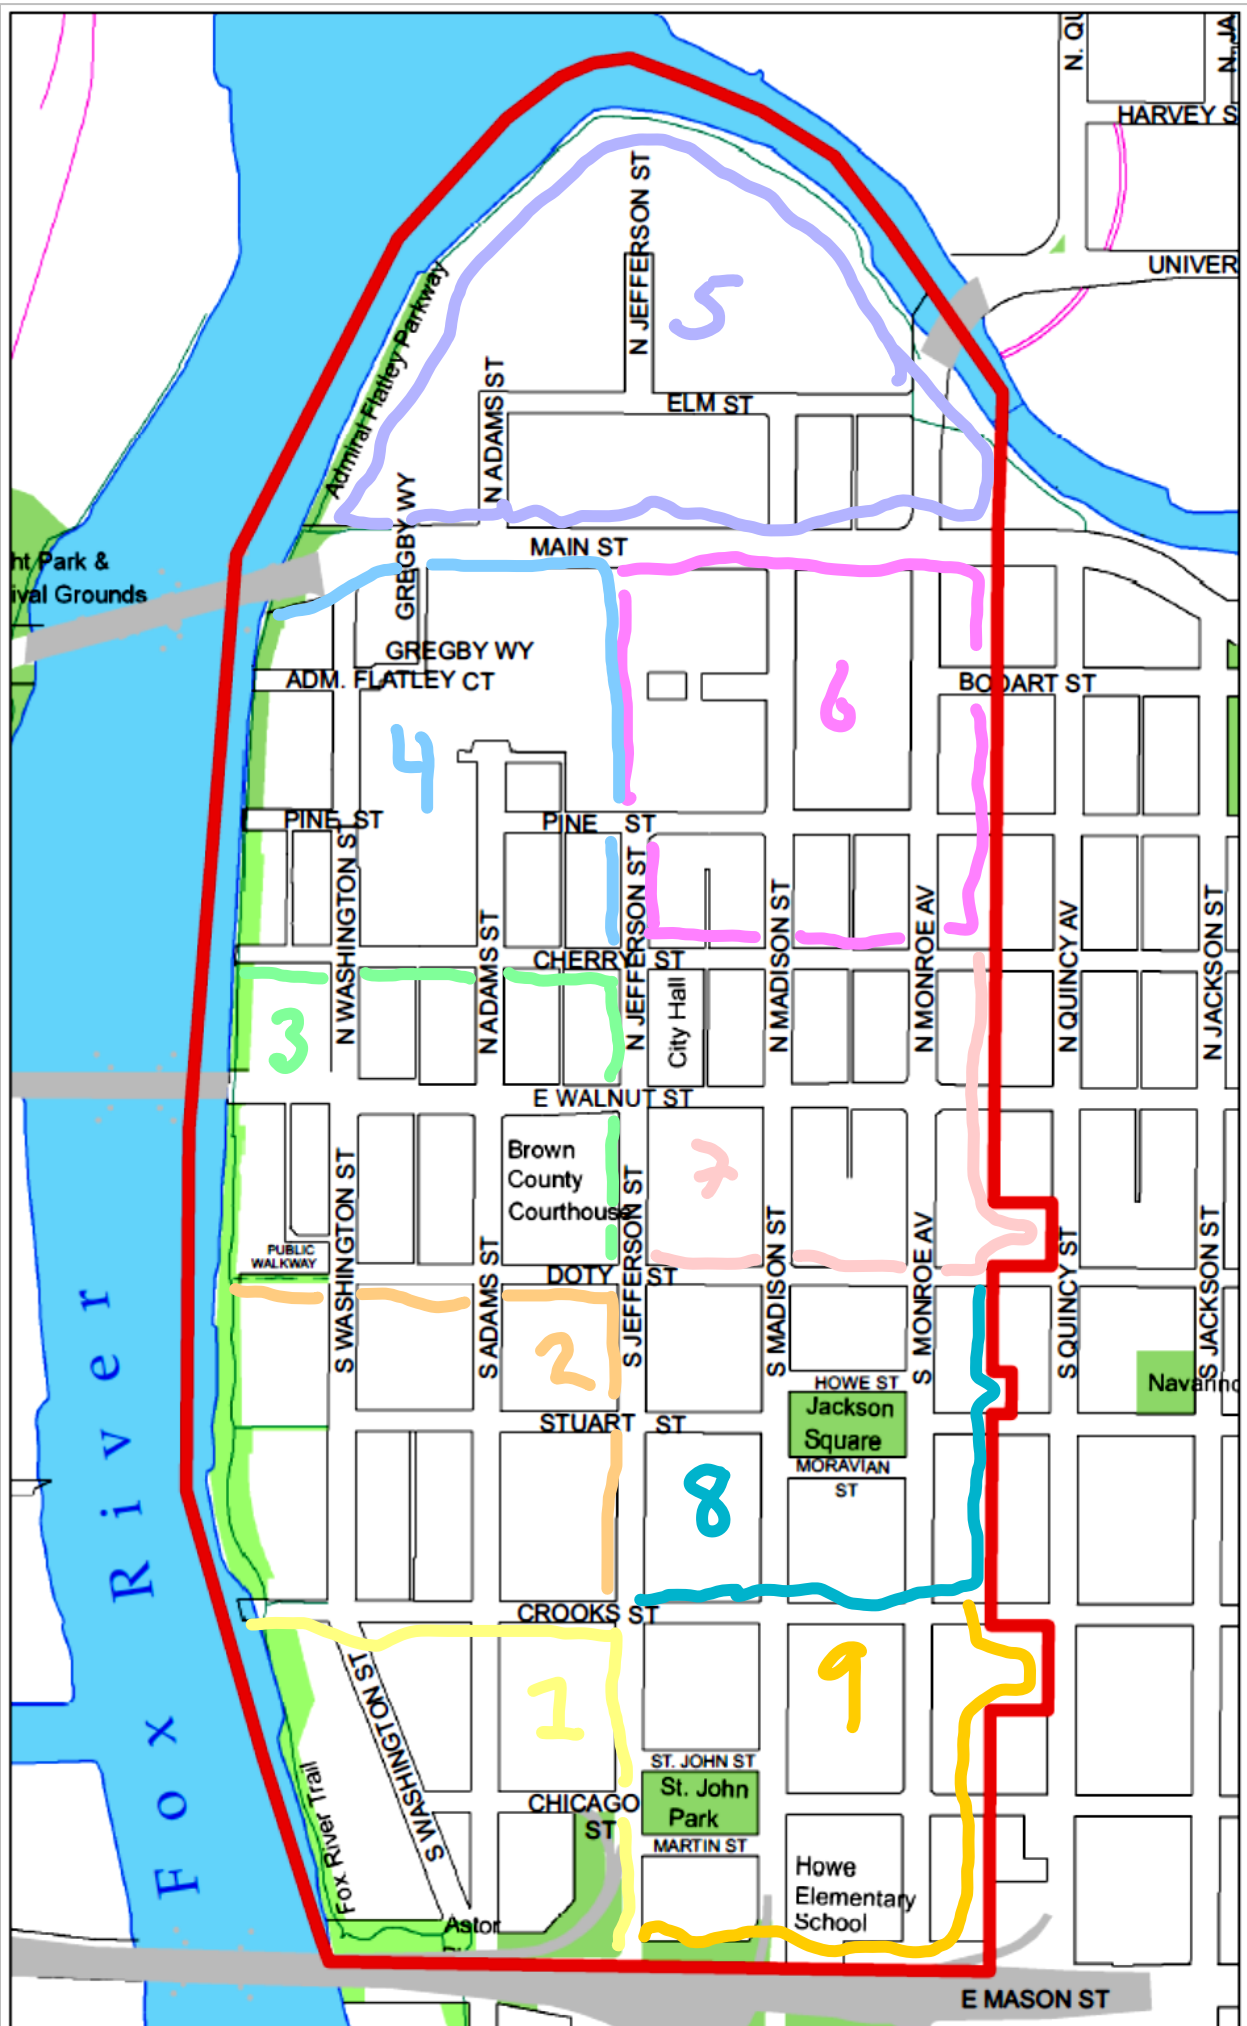 N. QU
N. JA
HARVEY S
N JEFFERSON ST
UNIVER
5
Admiral Flatley Parkway
N ADAMS ST
ELM ST
GREGBY WY
MAIN ST
ht Park &
ival Grounds
GREGBY WY
ADM. FLATLEY CT
BODART ST
6
4
PINE ST
PINE ST
N WASHINGTON ST
N ADAMS ST
N JEFFERSON ST
N MADISON ST
N MONROE AV
N QUINCY AV
N JACKSON ST
CHERRY ST
3
City Hall
E WALNUT ST
Brown
County
Courthouse
7
S WASHINGTON ST
S ADAMS ST
S JEFFERSON ST
S MADISON ST
S MONROE AV
S QUINCY ST
S JACKSON ST
PUBLIC
WALKWAY
DOTY ST
2
HOWE ST
Jackson
Square
Navarino
STUART ST
MORAVIAN
ST
8
Fox River
CROOKS ST
S WASHINGTON ST
1
9
ST. JOHN ST
St. John
Park
CHICAGO
ST
MARTIN ST
Fox River Trail
Howe
Elementary
School
Astor
E MASON ST